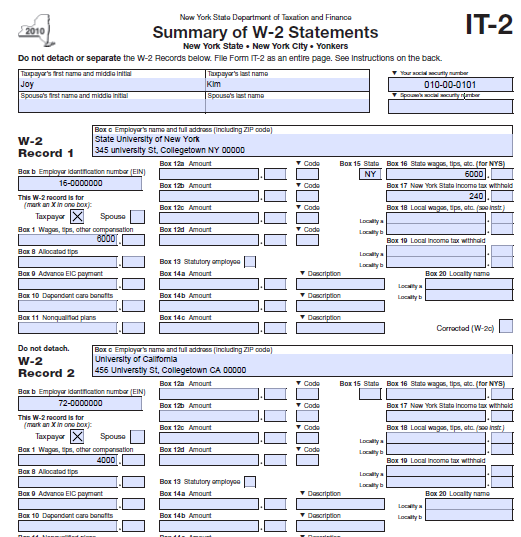 New York State Department of Taxation and Finance
2010
Summary of W-2 Statements
IT-2
New York State • New York City • Yonkers
Do not detach or separate the W-2 Records below. File Form IT-2 as an entire page. See instructions on the back.
Taxpayer's first name and middle initial Taxpayer's last name ▼ Your social security number
Joy Kim 010-00-0101
Spouse's first name and middle initial Spouse's last name ▼ Spouse's social security number
Box c Employer's name and full address (including ZIP code)
W-2
Record 1
State University of New York
345 university St, Collegetown NY 00000
Box 12a Amount ▼ Code Box 15 State Box 16 State wages, tips, etc. (for NYS)
NY 6000
Box b Employer identification number (EIN)
16-0000000
Box 12b Amount ▼ Code Box 17 New York State income tax withheld
240
This W-2 record is for
(mark an X in one box):
Taxpayer X Spouse
Box 12c Amount ▼ Code Box 18 Local wages, tips, etc. (see instr.)
Locality a
Box 1 Wages, tips, other compensation Box 12d Amount ▼ Code Locality b
6000
Box 19 Local income tax withheld
Box 8 Allocated tips Locality a
Box 13 Statutory employee Locality b
Box 9 Advance EIC payment Box 14a Amount ▼ Description Box 20 Locality name
Locality a
Box 10 Dependent care benefits Box 14b Amount ▼ Description
Locality b
Box 11 Nonqualified plans Box 14c Amount ▼ Description
Corrected (W-2c)
Do not detach. Box c Employer's name and full address (including ZIP code)
W-2
Record 2
University of California
456 Universtiy St, Collegetown CA 00000
Box 12a Amount ▼ Code Box 15 State Box 16 State wages, tips, etc. (for NYS)
Box b Employer identification number (EIN)
72-0000000
Box 12b Amount ▼ Code Box 17 New York State income tax withheld
This W-2 record is for
(mark an X in one box):
Taxpayer X Spouse
Box 12c Amount ▼ Code Box 18 Local wages, tips, etc. (see instr.)
Locality a
Box 1 Wages, tips, other compensation Box 12d Amount ▼ Code Locality b
4000
Box 19 Local income tax withheld
Box 8 Allocated tips Locality a
Box 13 Statutory employee Locality b
Box 9 Advance EIC payment Box 14a Amount ▼ Description Box 20 Locality name
Locality a
Box 10 Dependent care benefits Box 14b Amount ▼ Description
Locality b